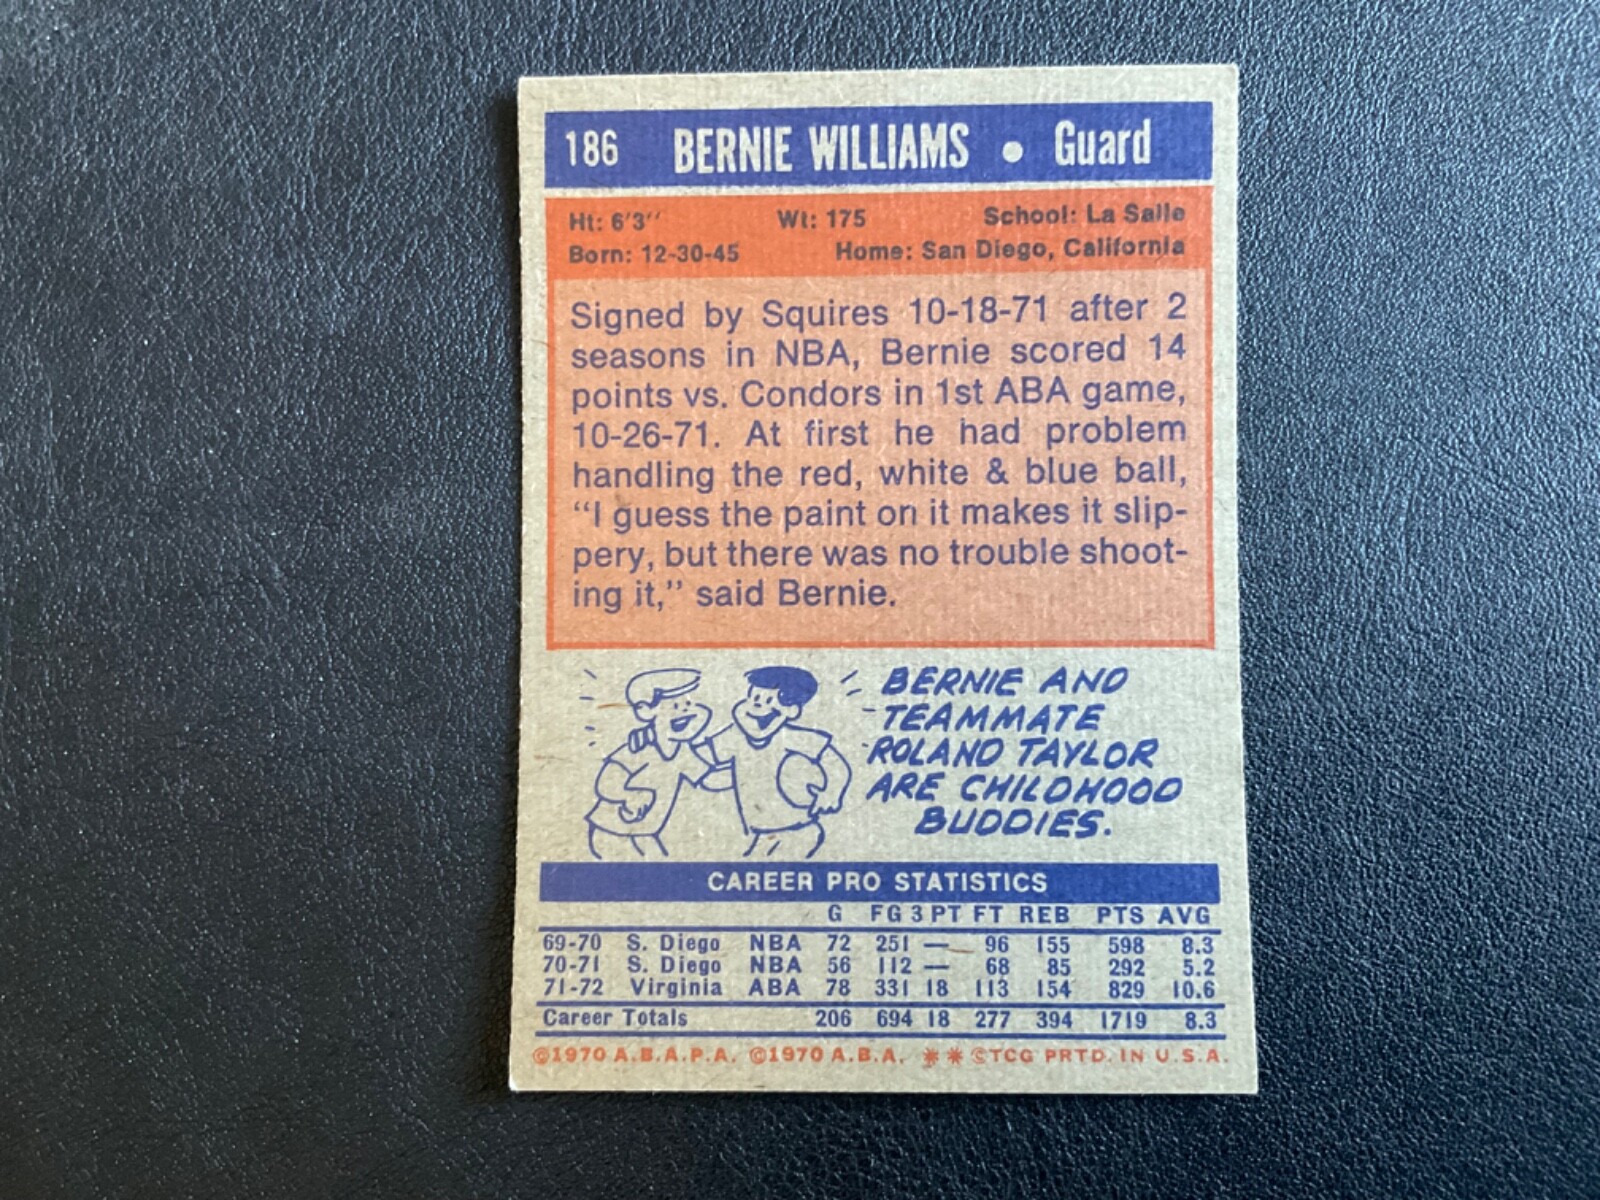 186 BERNIE WILLIAMS • Guard
Ht: 6'3'' Wt: 175 School: La Salle
Born: 12-30-45 Home: San Diego, California
Signed by Squires 10-18-71 after 2
seasons in NBA, Bernie scored 14
points vs. Condors in 1st ABA game,
10-26-71. At first he had problem
handling the red, white & blue ball,
“I guess the paint on it makes it slip-
pery, but there was no trouble shoot-
ing it,” said Bernie.
BERNIE AND
TEAMMATE
ROLAND TAYLOR
ARE CHILDHOOD
BUDDIES.
CAREER PRO STATISTICS
G FG 3 PT FT REB PTS AVG
69-70 S. Diego NBA 72 251 — 96 155 598 8.3
70-71 S. Diego NBA 56 112 — 68 85 292 5.2
71-72 Virginia ABA 78 331 18 113 154 829 10.6
Career Totals 206 694 18 277 394 1719 8.3
©1970 A.B.A.P.A. ©1970 A.B.A. ** ©TCG PRTD. IN U.S.A.